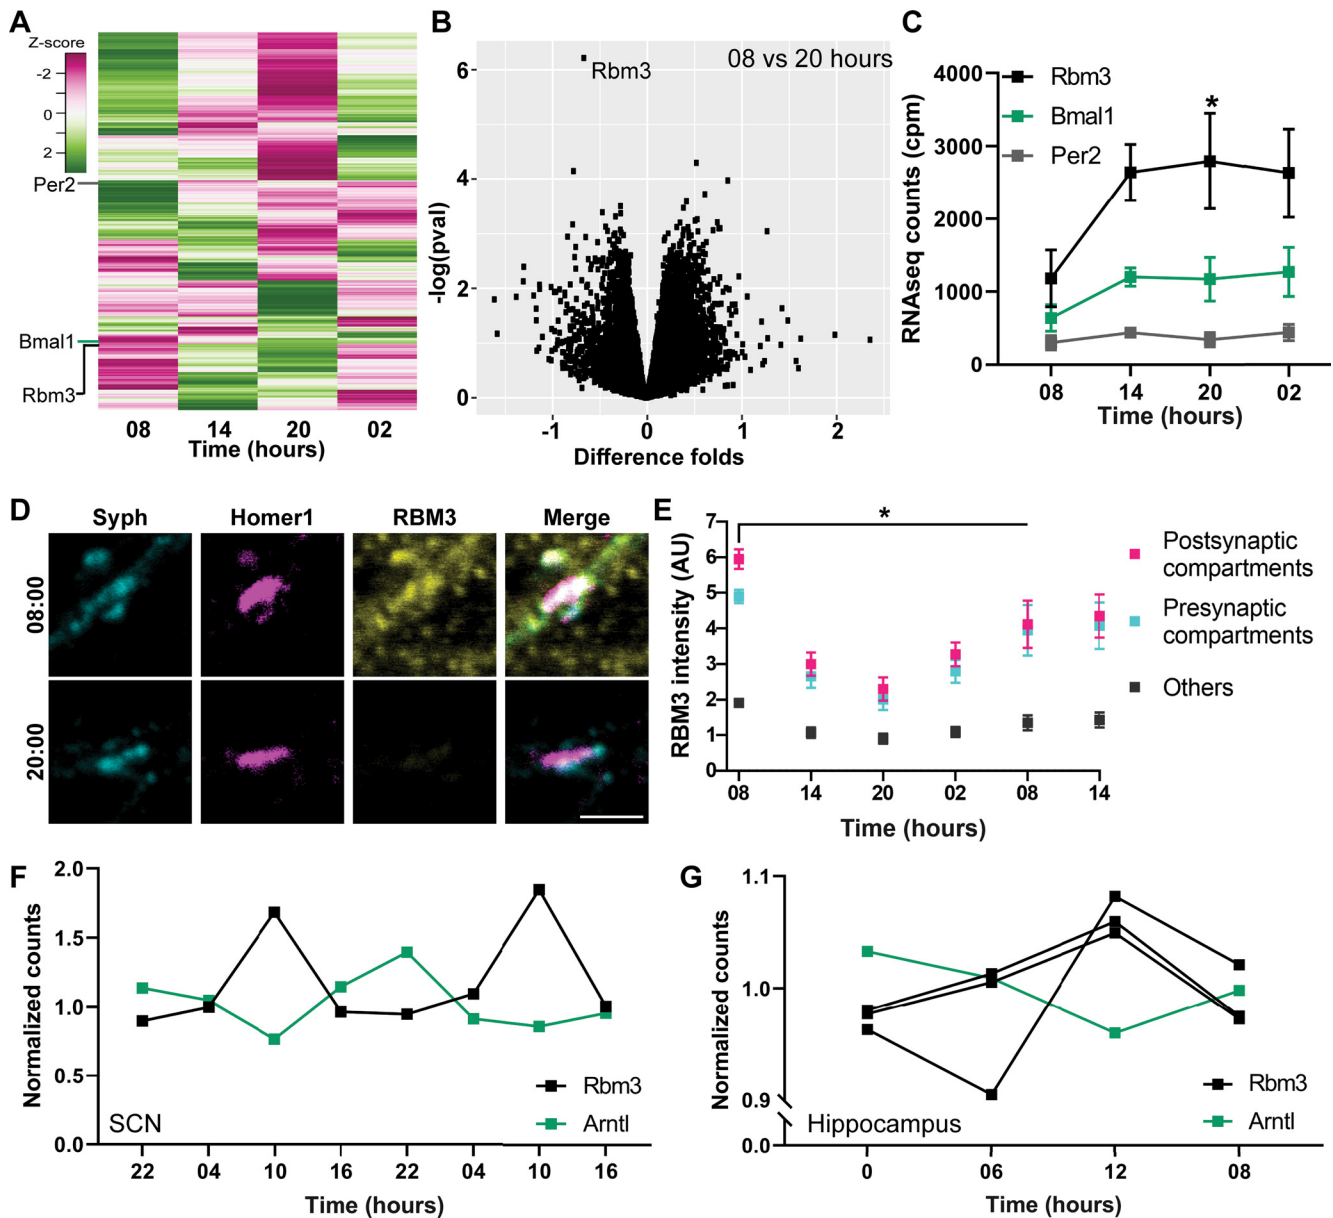 A
Z-score
-2
0
2
Per2
Bmal1
Rbm3
08 14 20 02
Time (hours)
B
08 vs 20 hours
Rbm3
6
4
2
0
-log(pval)
-1 0 1 2
Difference folds
C
Rbm3
Bmal1
Per2
*
4000
3000
2000
1000
0
RNAseq counts (cpm)
08 14 20 02
Time (hours)
D
Syph Homer1 RBM3 Merge
08:00
20:00
E
*
7
6
5
4
3
2
1
0
RBM3 intensity (AU)
08 14 20 02 08 14
Time (hours)
Postsynaptic
compartments
Presynaptic
compartments
Others
F
2.0
1.5
1.0
0.5
0.0
Normalized counts
SCN
Rbm3
Arntl
22 04 10 16 22 04 10 16
Time (hours)
G
1.1
1.0
0.9
0.0
Normalized counts
Hippocampus
Rbm3
Arntl
0 06 12 08
Time (hours)